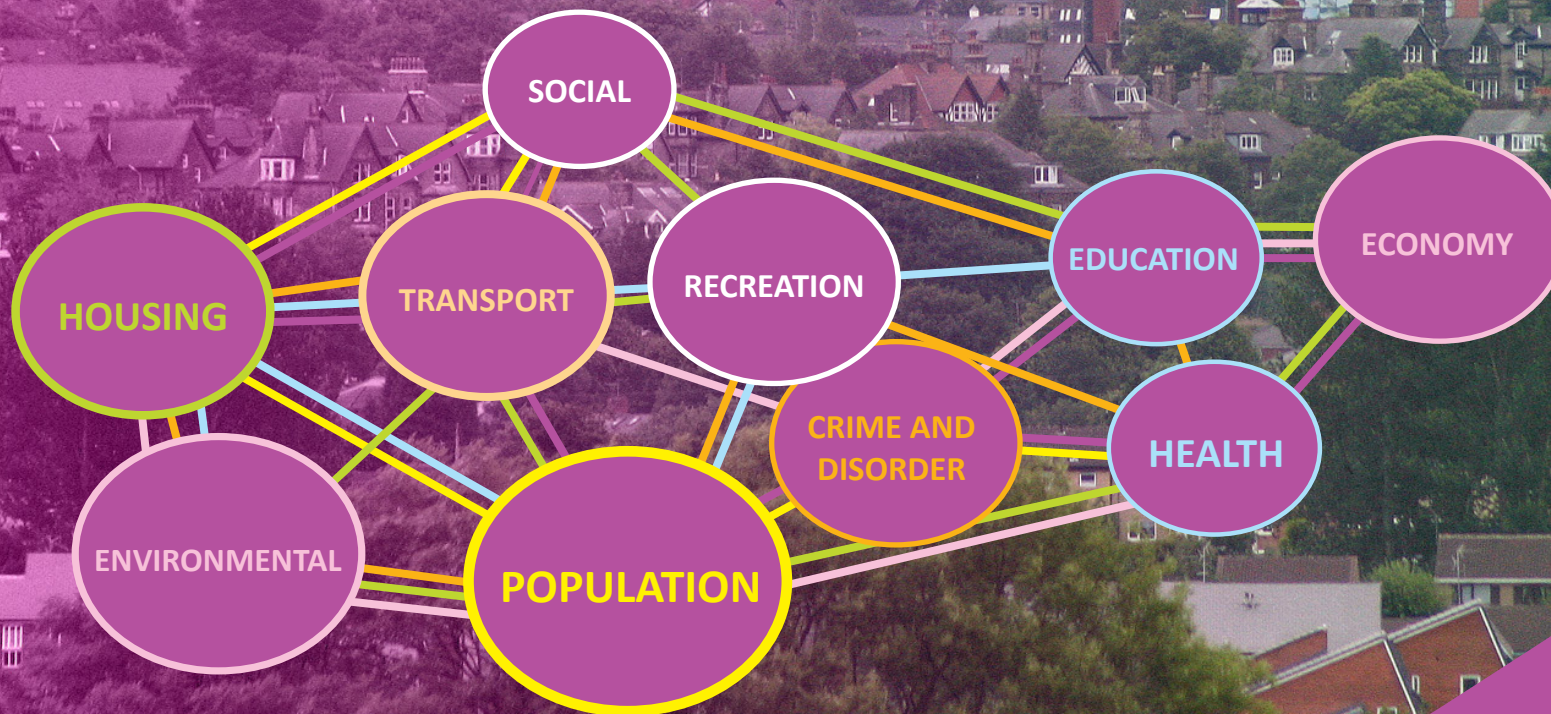 SOCIAL
HOUSING
TRANSPORT
RECREATION
EDUCATION
ECONOMY
CRIME AND
DISORDER
HEALTH
ENVIRONMENTAL
POPULATION